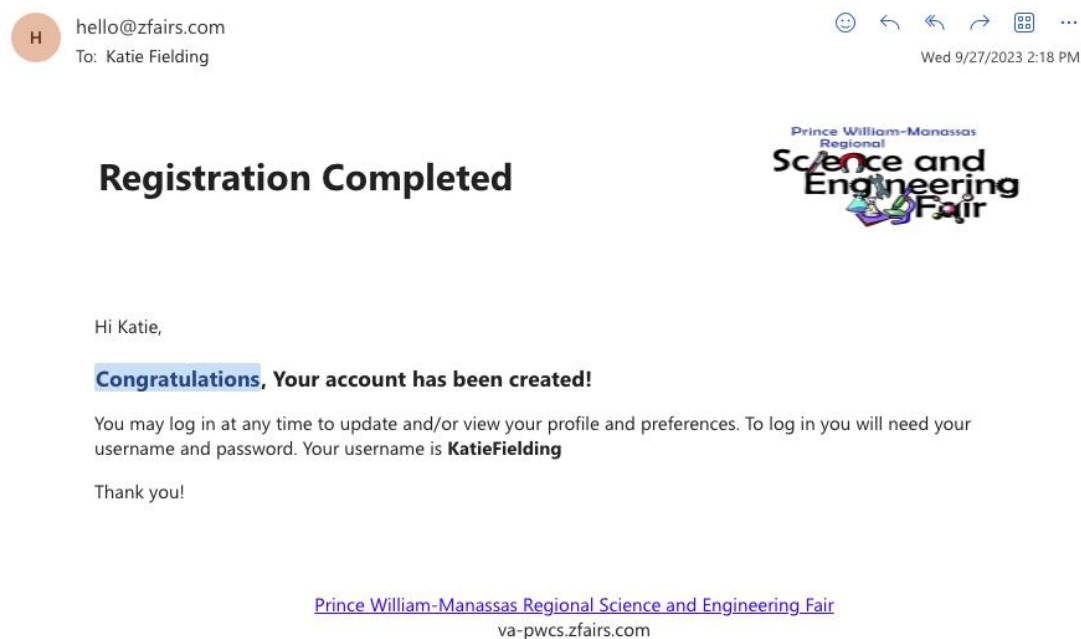 H
hello@zfairs.com
To: Katie Fielding
Wed 9/27/2023 2:18 PM
Prince William-Manassas
Regional
Science and
Engineering
Fair
Registration Completed
Hi Katie,
Congratulations, Your account has been created!
You may log in at any time to update and/or view your profile and preferences. To log in you will need your
username and password. Your username is KatieFielding
Thank you!
Prince William-Manassas Regional Science and Engineering Fair
va-pwcs.zfairs.com